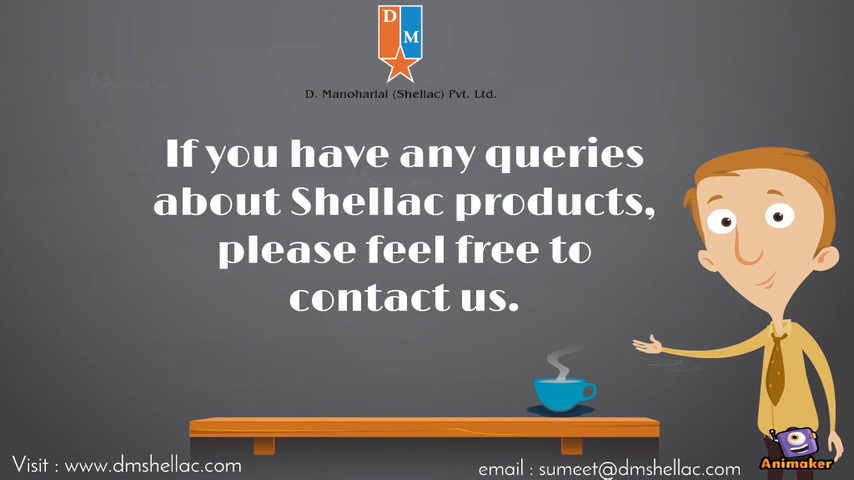 D
M
D. Manoharlal (Shellac) Pvt. Ltd.
If you have any queries
about Shellac products,
please feel free to
contact us.
Visit : www.dmshellac.com
email : sumeet@dmshellac.com
Animaker